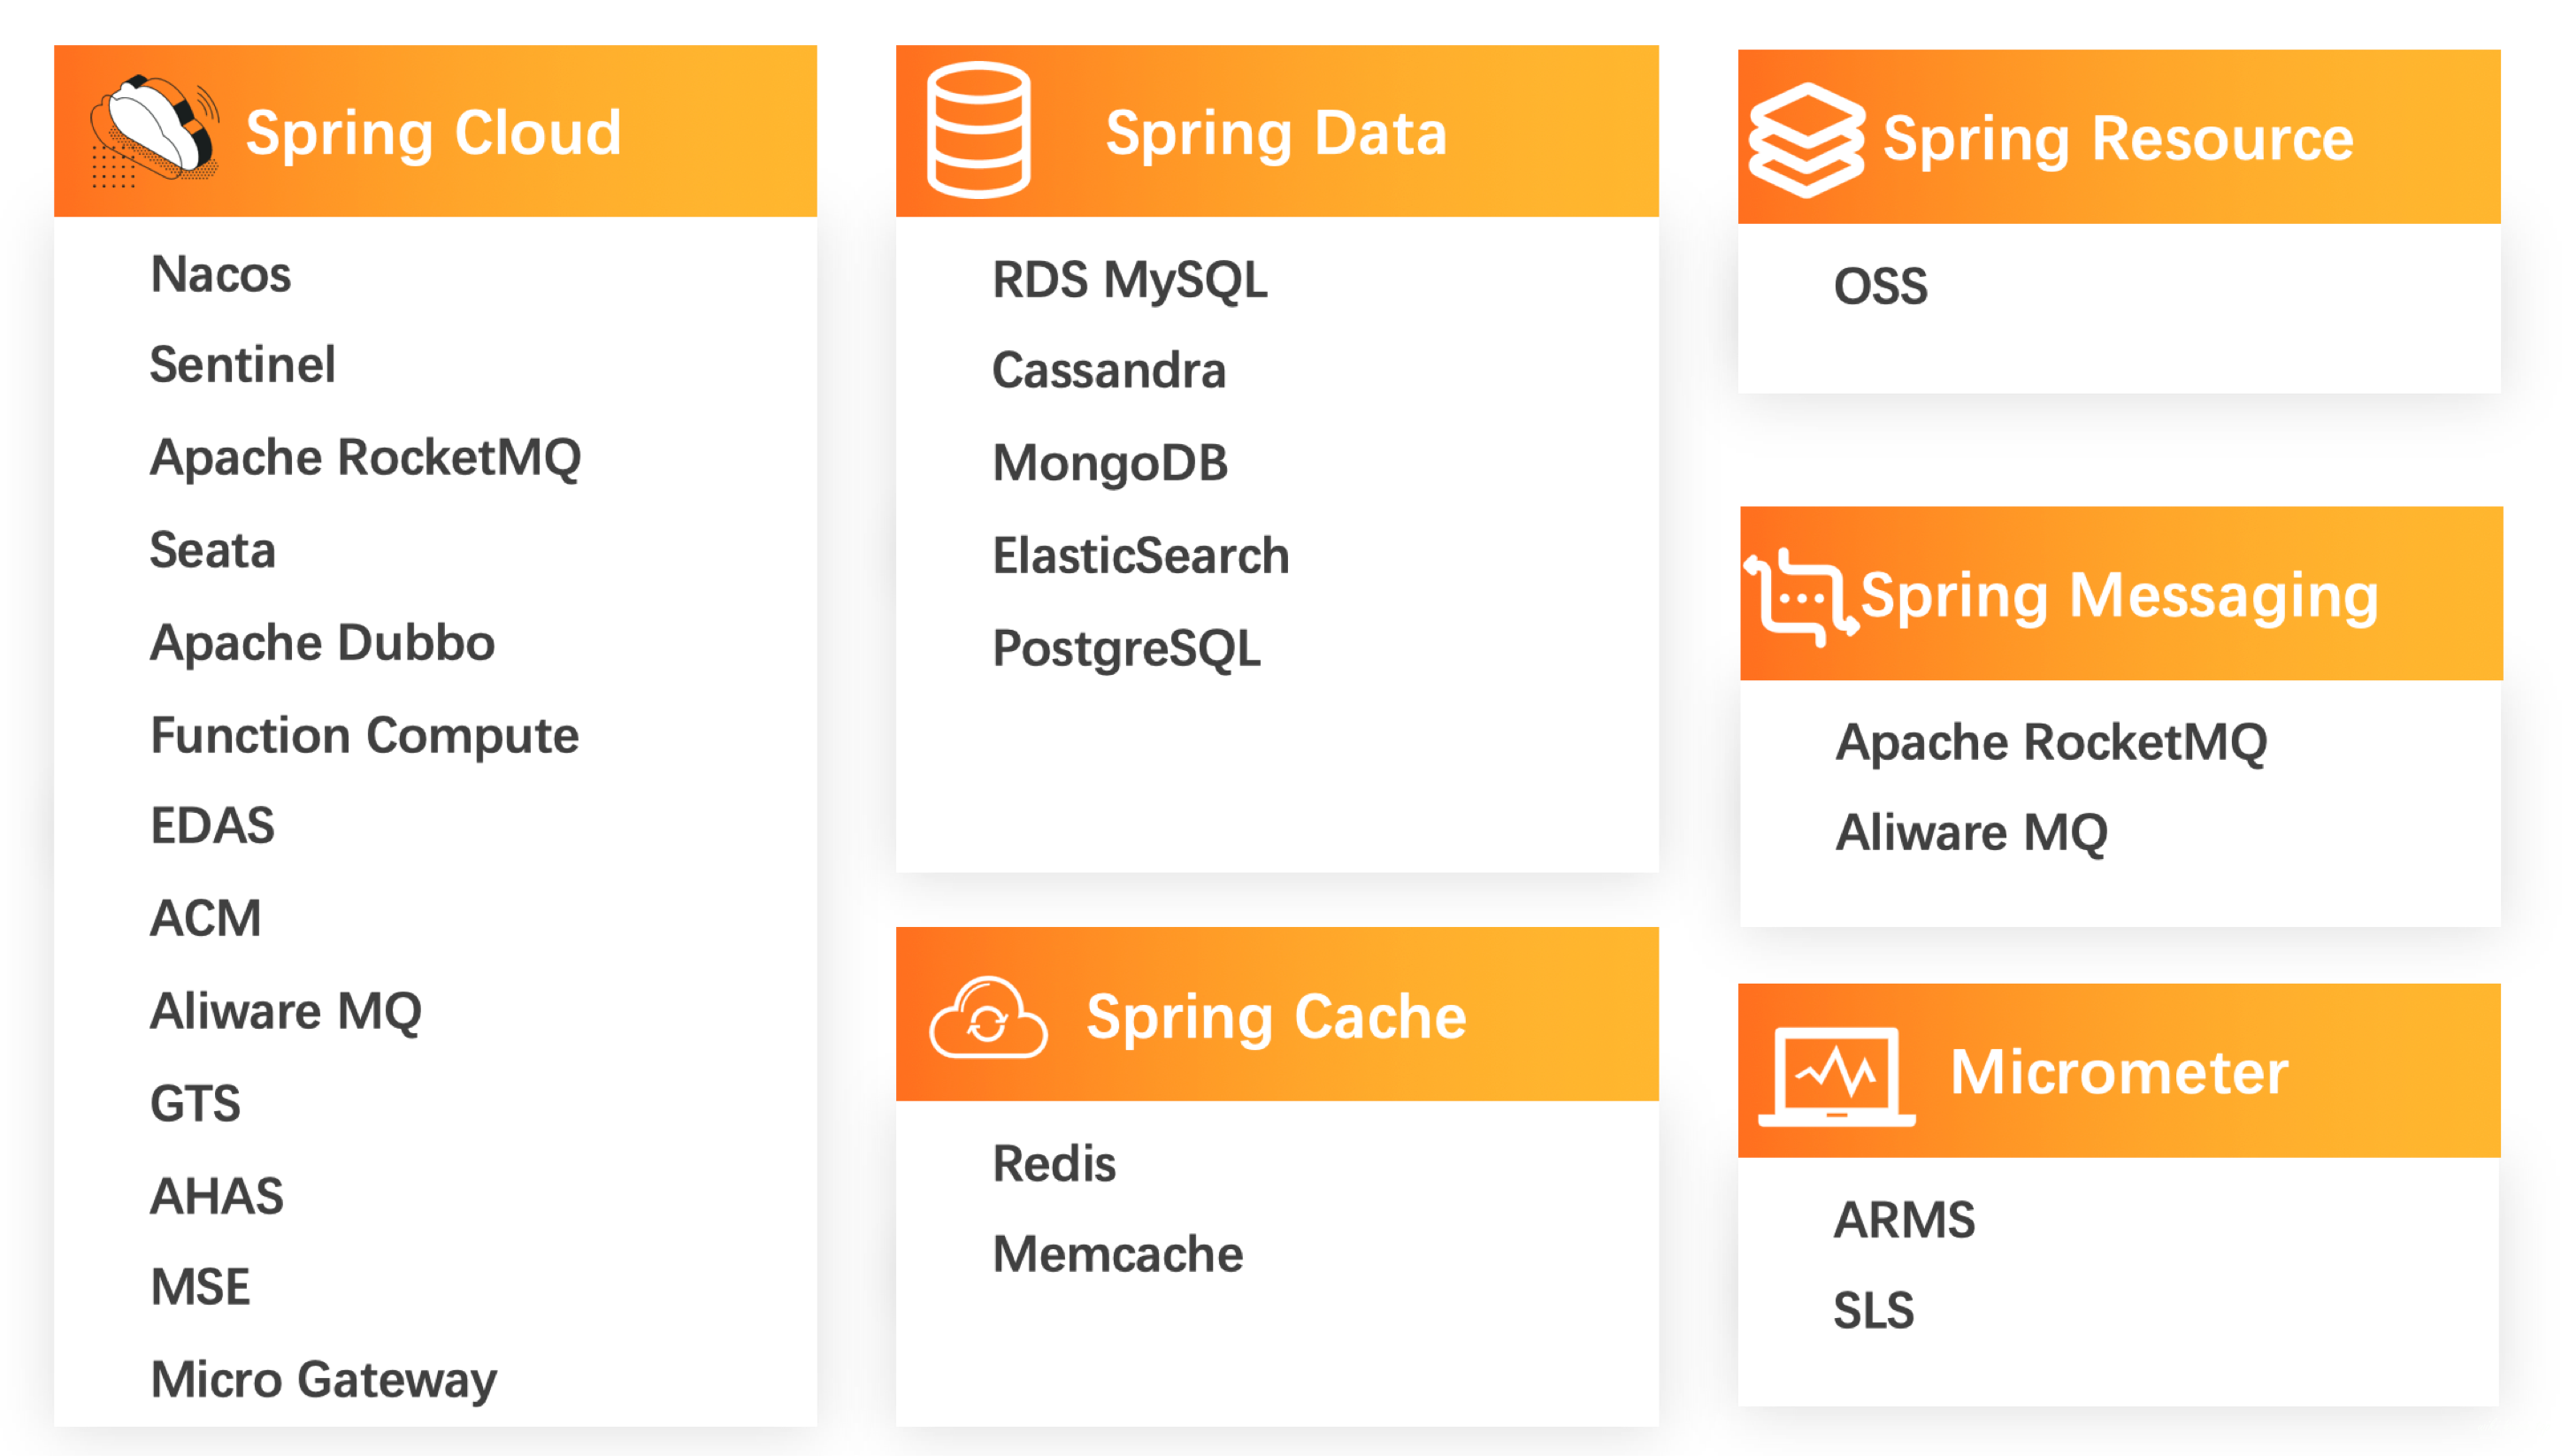 Spring Cloud
Nacos
Sentinel
Apache RocketMQ
Seata
Apache Dubbo
Function Compute
EDAS
ACM
Aliware MQ
GTS
AHAS
MSE
Micro Gateway
Spring Data
RDS MySQL
Cassandra
MongoDB
ElasticSearch
PostgreSQL
Spring Cache
Redis
Memcache
Spring Resource
OSS
Spring Messaging
Apache RocketMQ
Aliware MQ
Micrometer
ARMS
SLS